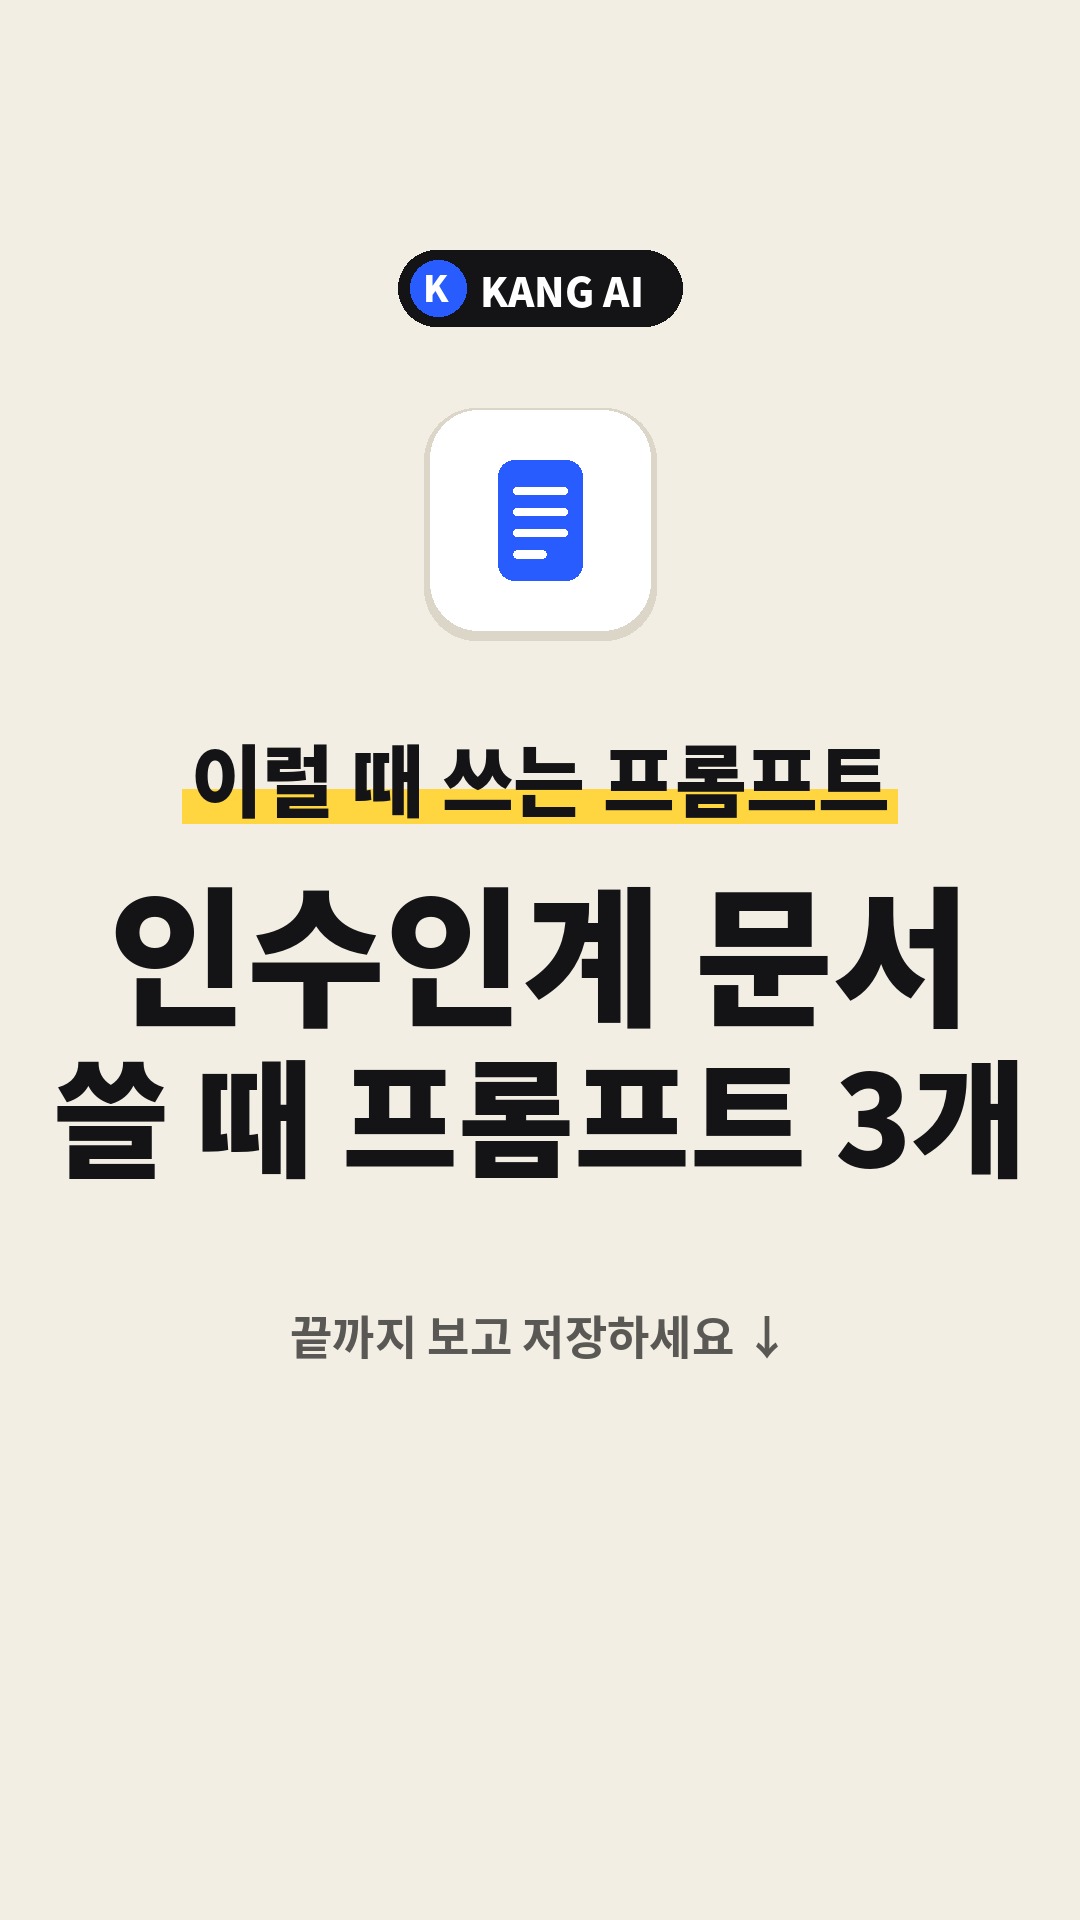 K KANG AI
이럴 때 쓰는 프롬프트
인수인계 문서
쓸 때 프롬프트 3개
끝까지 보고 저장하세요 ↓